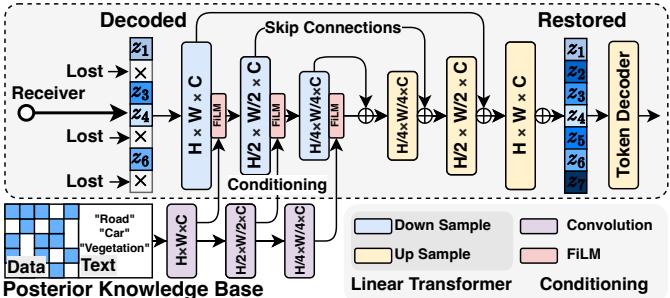 Decoded
Skip Connections
Restored
Lost
Receiver
Lost
Lost
z1
×
z3
z4
×
z6
×
H × W × C
FiLM
H/2 × W/2 × C
FiLM
H/4×W/4×C
FiLM
H/4×W/4×C
H/2 × W/2 × C
H × W × C
z1
z2
z3
z4
z5
z6
z7
Token Decoder
Conditioning
"Road"
"Car"
"Vegetation"
Data
Text
H×W×C
H/2×W/2×C
H/4×W/4×C
Down Sample
Up Sample
Convolution
FiLM
Posterior Knowledge Base
Linear Transformer
Conditioning